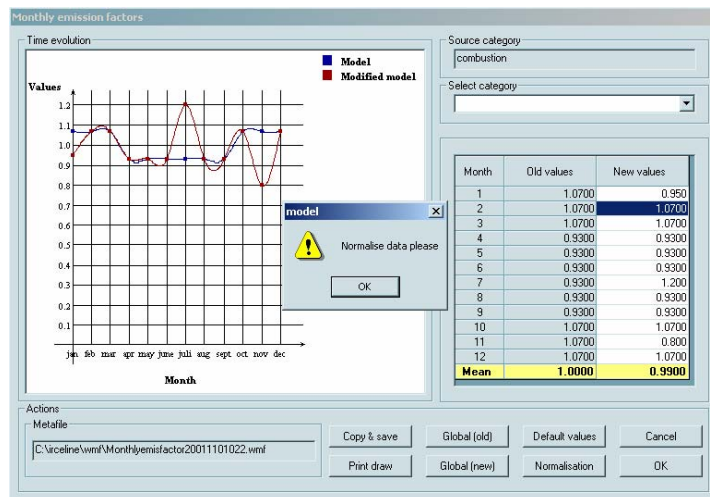 Monthly emission factors
Time evolution
Model
Modified model
Values
1.2
1.1
1.0
0.9
0.8
0.7
0.6
0.5
0.4
0.3
0.2
0.1
jan feb mar apr may june juli aug sept oct nov dec
Month
Source category
combustion
Select category
Month Old values New values
1 1.0700 0.950
2 1.0700 1.0700
3 1.0700 1.0700
4 0.9300 0.9300
5 0.9300 0.9300
6 0.9300 0.9300
7 0.9300 1.200
8 0.9300 0.9300
9 0.9300 0.9300
10 1.0700 1.0700
11 1.0700 0.800
12 1.0700 1.0700
Mean 1.0000 0.9900
model
Normalise data please
OK
Actions
Metafile
C:\irceline\wmf\Monthlyemisfactor20011101022.wmf
Copy & save Global (old) Default values Cancel
Print draw Global (new) Normalisation OK